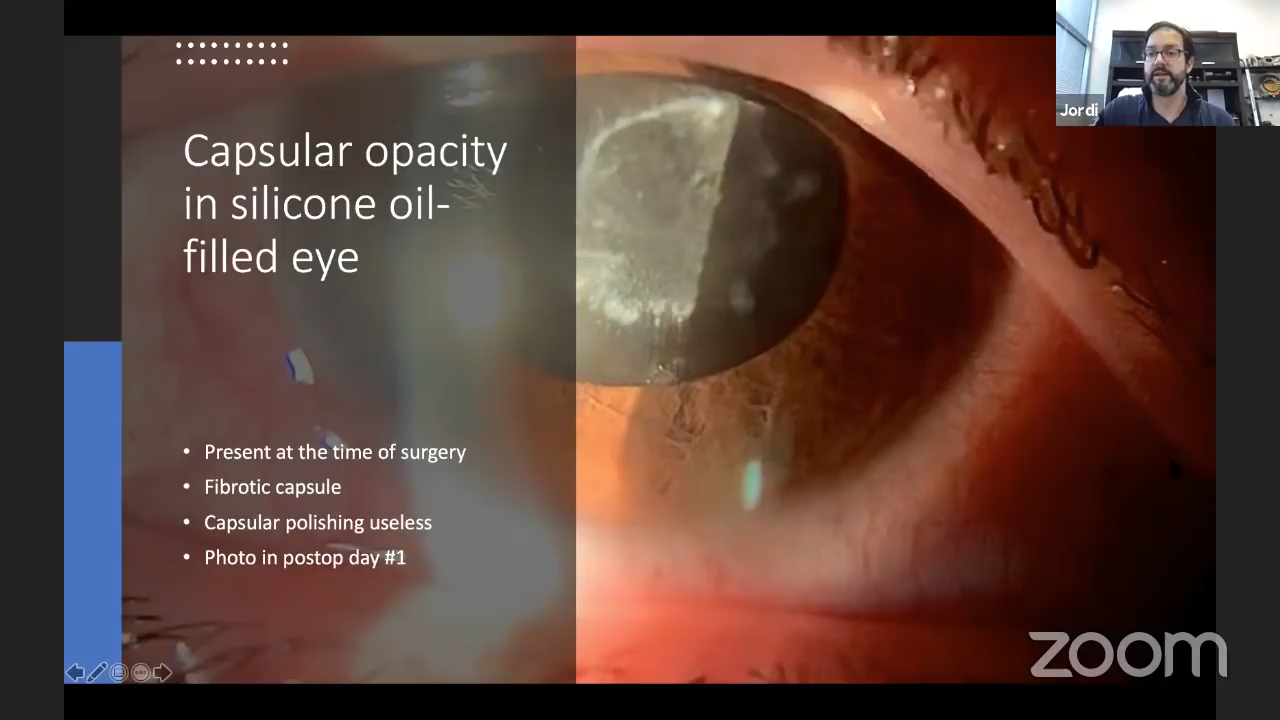 Capsular opacity
in silicone oil-
filled eye
• Present at the time of surgery
• Fibrotic capsule
• Capsular polishing useless
• Photo in postop day #1
Jordi
zoom